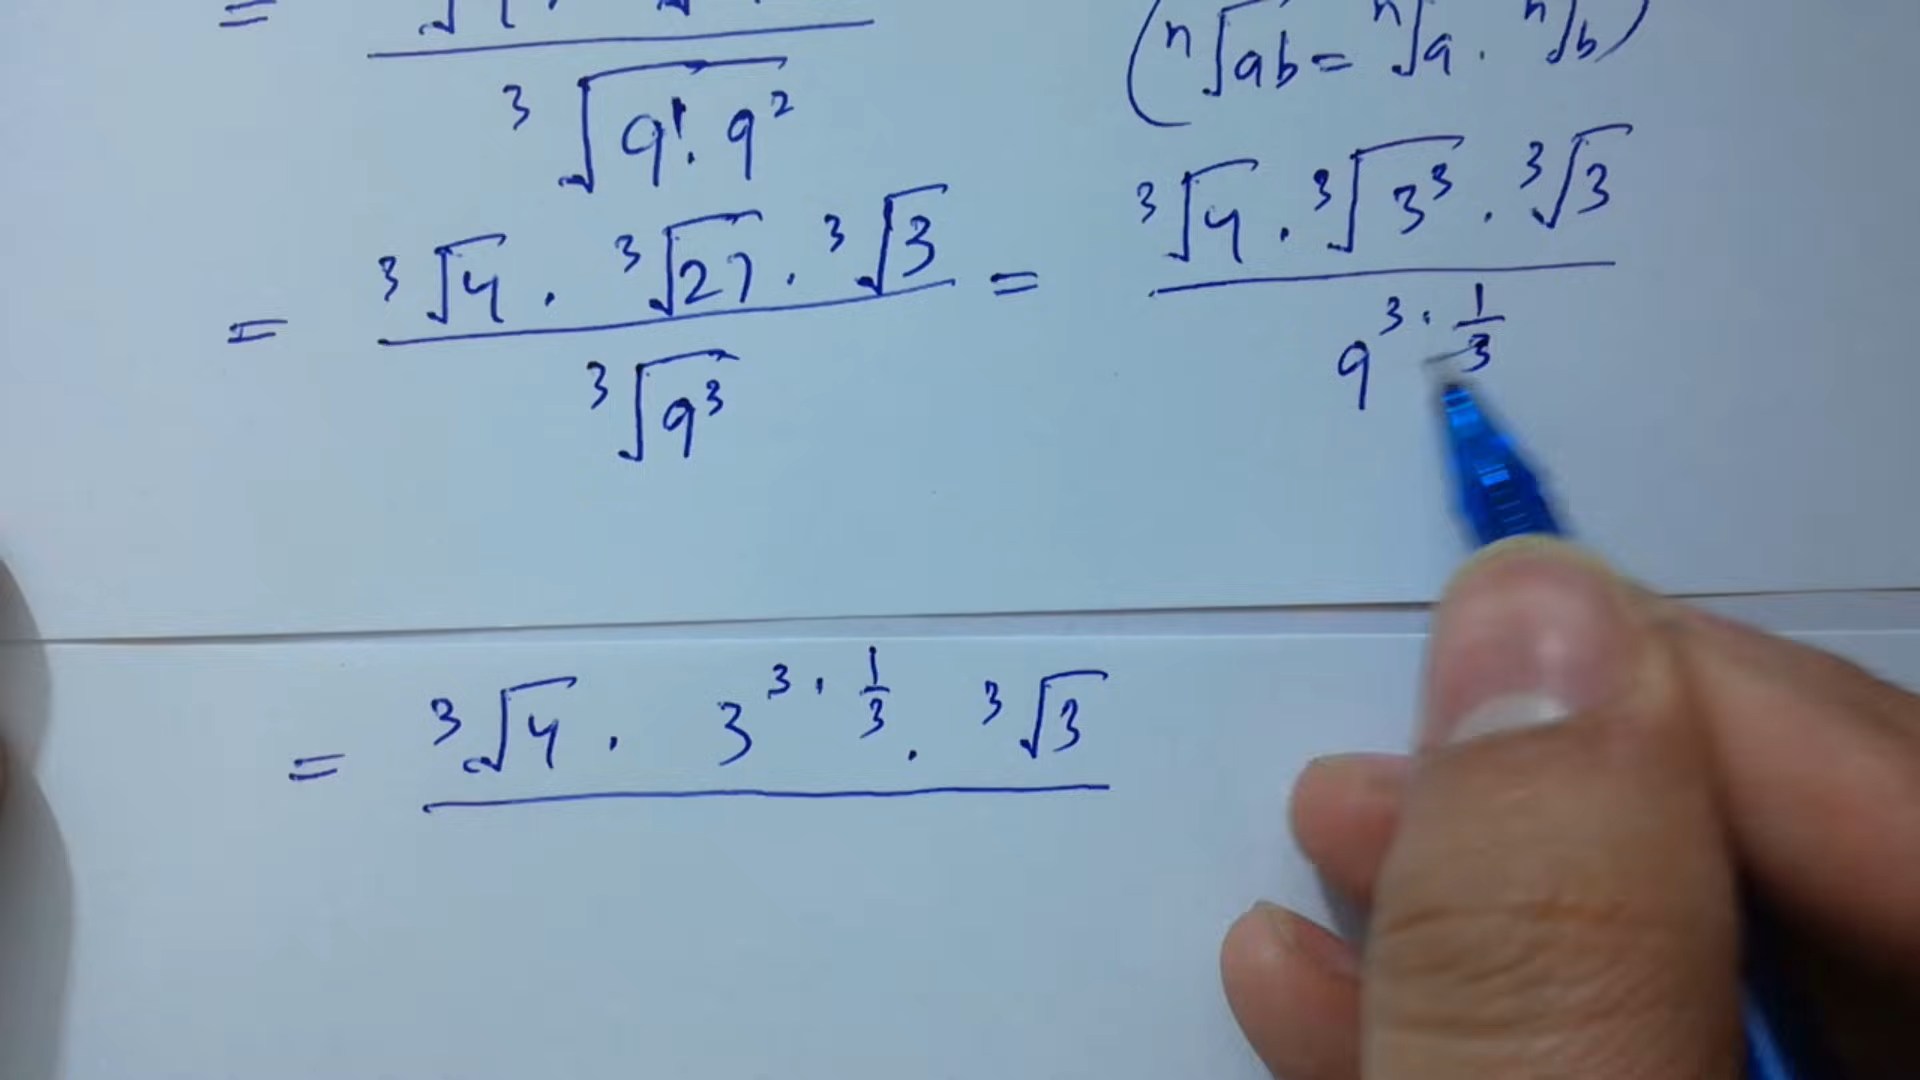 (ⁿ√ab = ⁿ√a · ⁿ√b)
=
³√(9¹ · 9²)
= (³√4 · ³√27 · ³√3) / ³√(9³) = (³√4 · ³√(3³) · ³√3) / 9^(3 · 1/3)
= ³√4 · 3^(3 · 1/3) · ³√3